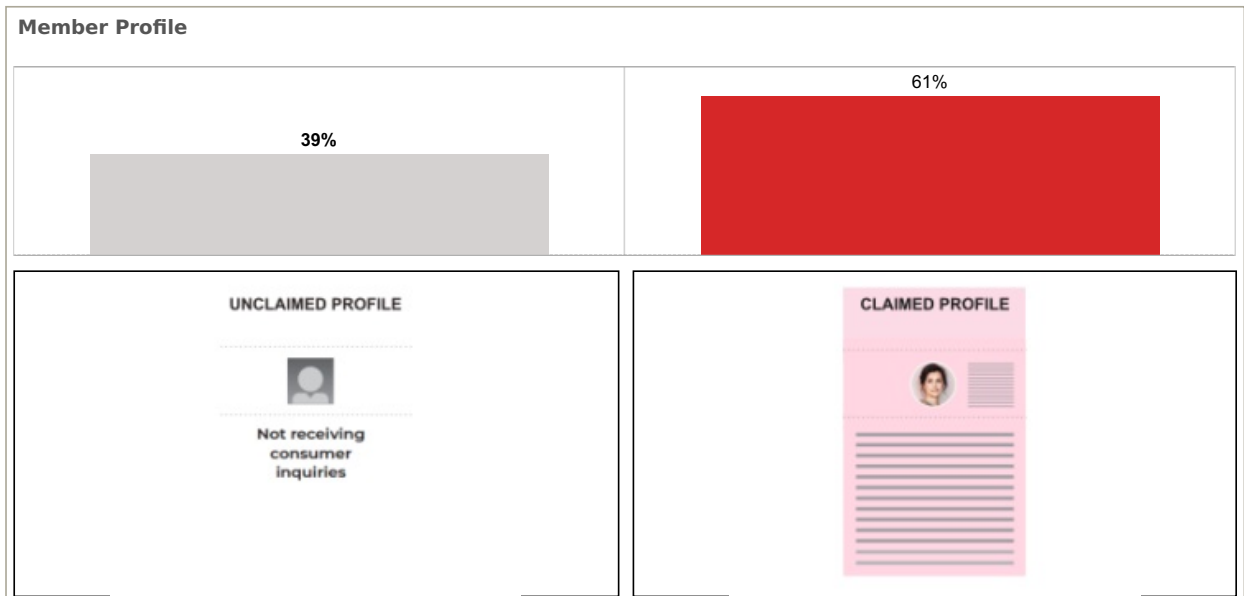 Member Profile
61%
39%
UNCLAIMED PROFILE
CLAIMED PROFILE
Not receiving
consumer
inquiries